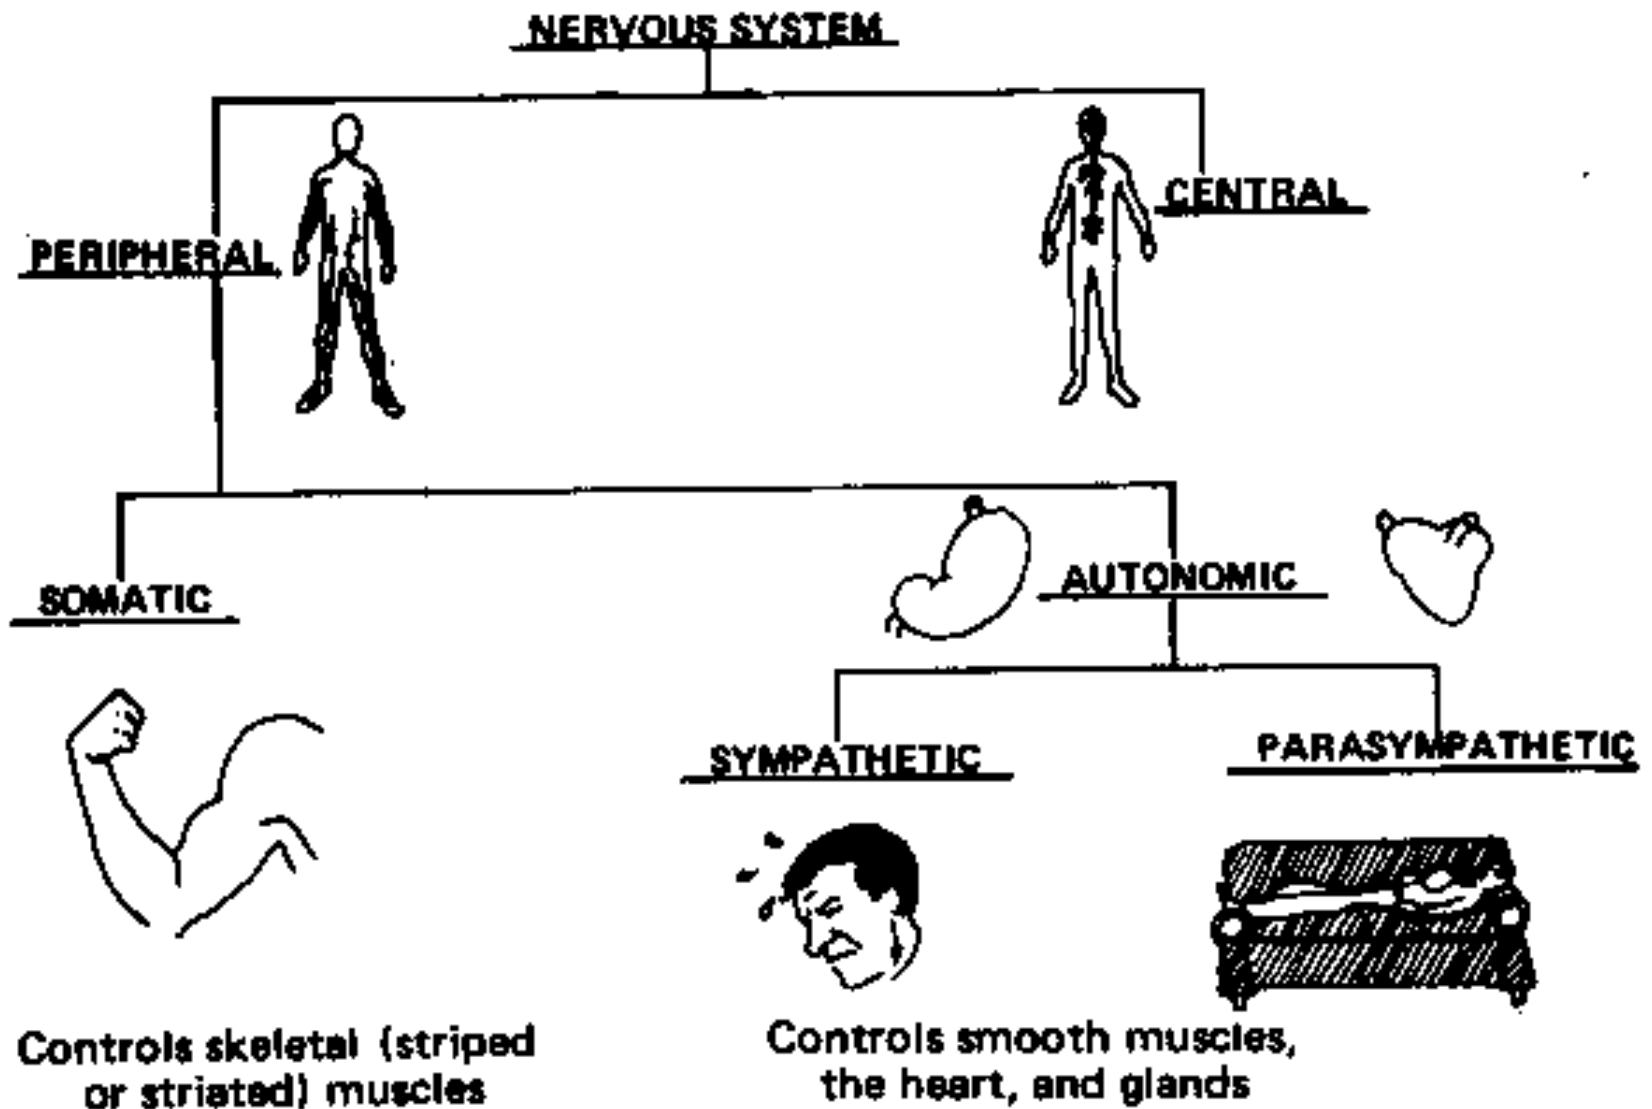 NERVOUS SYSTEM
CENTRAL
PERIPHERAL
SOMATIC
AUTONOMIC
SYMPATHETIC
PARASYMPATHETIC
Controls skeletal (striped
or striated) muscles
Controls smooth muscles,
the heart, and glands